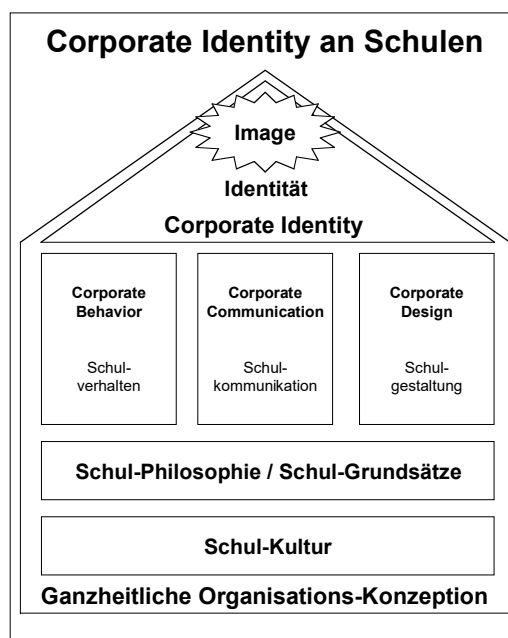 Corporate Identity an Schulen
Image
Identität
Corporate Identity
Corporate
Behavior
Schul-
verhalten
Corporate
Communication
Schul-
kommunikation
Corporate
Design
Schul-
gestaltung
Schul-Philosophie / Schul-Grundsätze
Schul-Kultur
Ganzheitliche Organisations-Konzeption